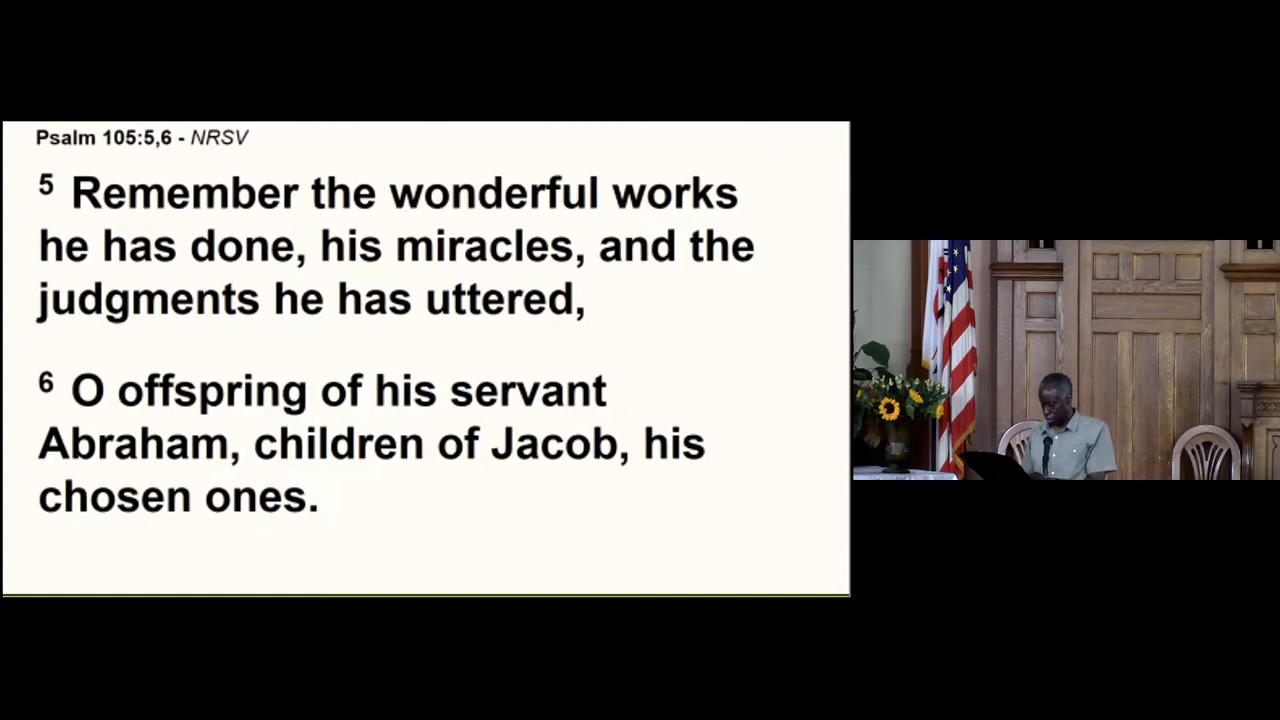 Psalm 105:5,6 - NRSV
5 Remember the wonderful works
he has done, his miracles, and the
judgments he has uttered,
6 O offspring of his servant
Abraham, children of Jacob, his
chosen ones.